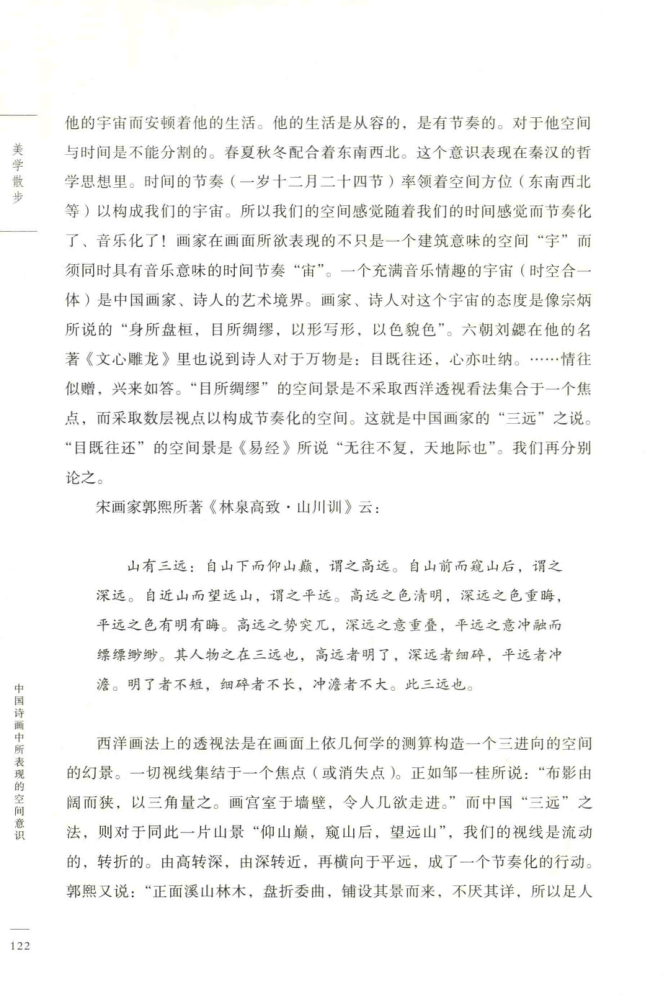 美学散步
他的宇宙而安顿着他的生活。他的生活是从容的，是有节奏的。对于他空间
与时间是不能分割的。春夏秋冬配合着东南西北。这个意识表现在秦汉的哲
学思想里。时间的节奏（一岁十二月二十四节）率领着空间方位（东南西北
等）以构成我们的宇宙。所以我们的空间感觉随着我们的时间感觉而节奏化
了、音乐化了！画家在画面所欲表现的不只是一个建筑意味的空间“宇”而
须同时具有音乐意味的时间节奏“宙”。一个充满音乐情趣的宇宙（时空合一
体）是中国画家、诗人的艺术境界。画家、诗人对这个宇宙的态度是像宗炳
所说的“身所盘桓，目所绸缪，以形写形，以色貌色”。六朝刘勰在他的名
著《文心雕龙》里也说到诗人对于万物是：目既往还，心亦吐纳。……情往
似赠，兴来如答。“目所绸缪”的空间景是不采取西洋透视看法集合于一个焦
点，而采取数层视点以构成节奏化的空间。这就是中国画家的“三远”之说。
“目既往还”的空间景是《易经》所说“无往不复，天地际也”。我们再分别
论之。
宋画家郭熙所著《林泉高致·山川训》云：
山有三远：自山下而仰山巅，谓之高远。自山前而窥山后，谓之
深远。自近山而望远山，谓之平远。高远之色清明，深远之色重晦，
平远之色有明有晦。高远之势突兀，深远之意重叠，平远之意冲融而
缥缥缈缈。其人物之在三远也，高远者明了，深远者细碎，平远者冲
澹。明了者不短，细碎者不长，冲澹者不大。此三远也。
西洋画法上的透视法是在画面上依几何学的测算构造一个三进向的空间
的幻景。一切视线集结于一个焦点（或消失点）。正如邹一桂所说：“布影由
阔而狭，以三角量之。画宫室于墙壁，令人几欲走进。”而中国“三远”之
法，则对于同此一片山景“仰山巅，窥山后，望远山”，我们的视线是流动
的，转折的。由高转深，由深转近，再横向于平远，成了一个节奏化的行动。
郭熙又说：“正面溪山林木，盘折委曲，铺设其景而来，不厌其详，所以足人
中国诗画中所表现的空间意识
122